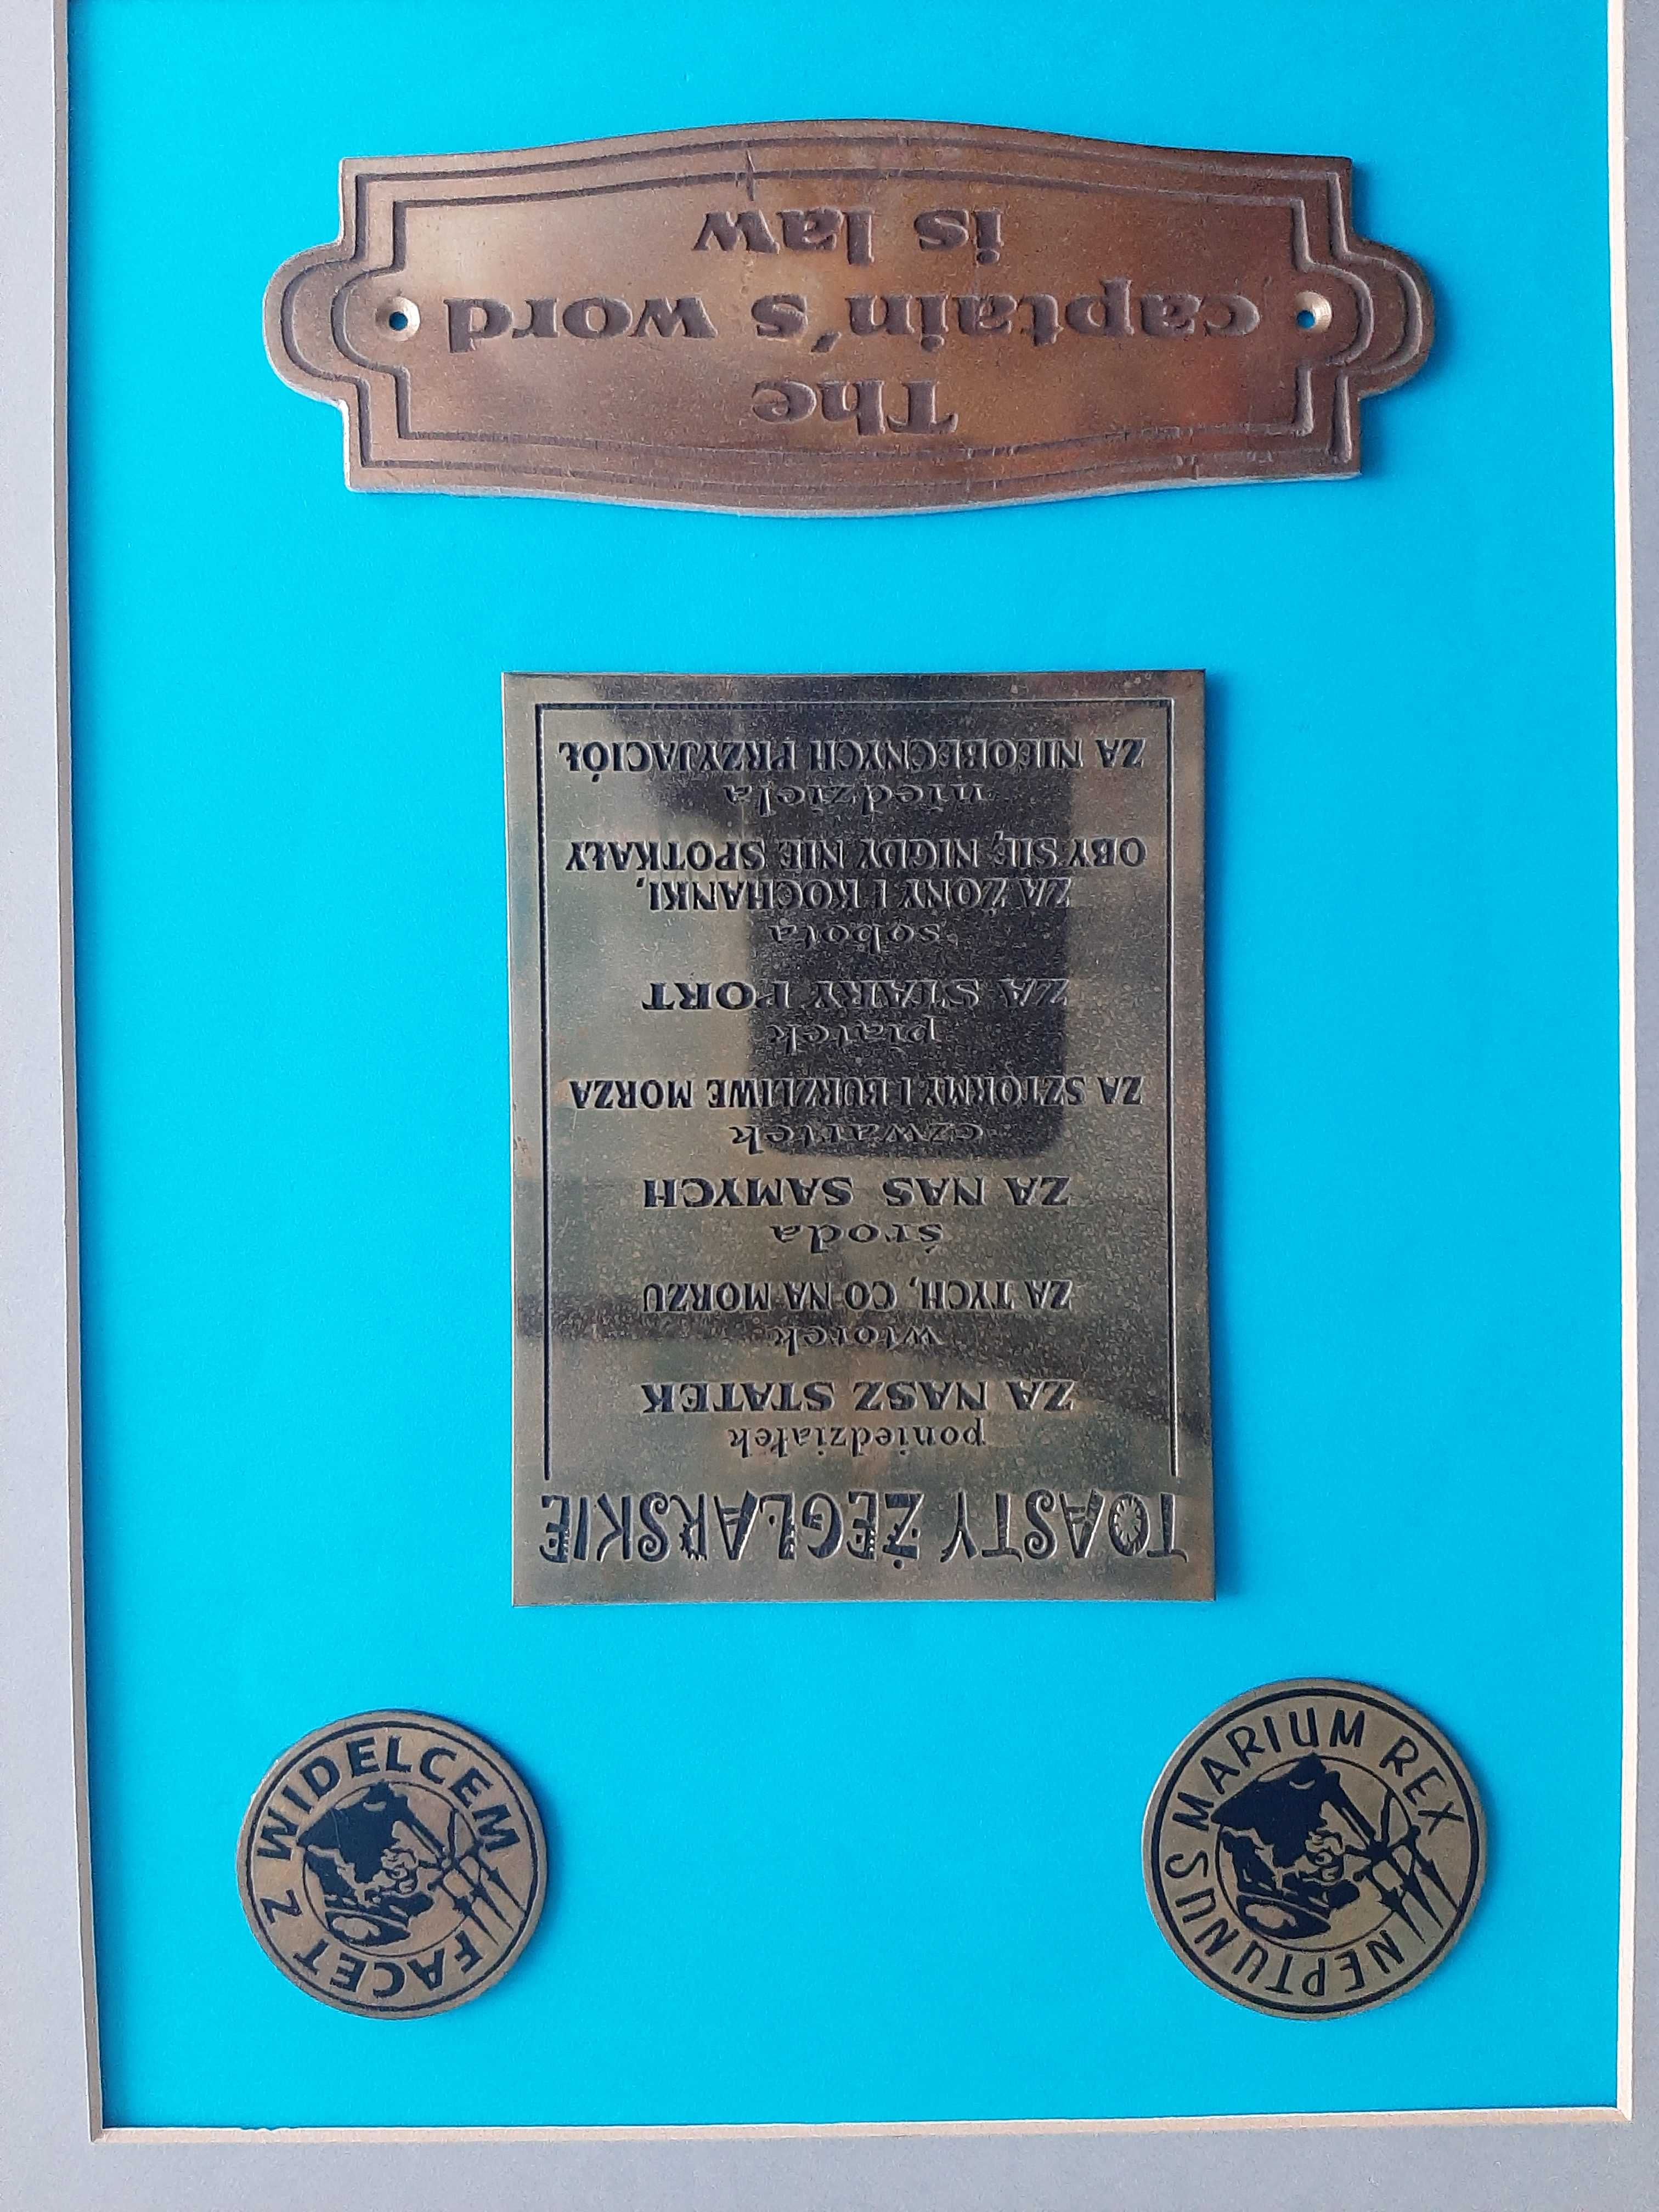 NEPTUNUS MARIUM REX
FACET Z WIDELCEM
TOASTY ŻEGLARSKIE
poniedziałek
ZA NASZ STATEK
wtorek
ZA TYCH, CO NA MORZU
środa
ZA NAS SAMYCH
czwartek
ZA SZTORMY I BURZLIWE MORZA
piątek
ZA STARY PORT
sobota
ZA ŻONY I KOCHANKI,
OBY SIĘ NIGDY NIE SPOTKAŁY
niedziela
ZA NIEOBECNYCH PRZYJACIÓŁ
The
captain's word
is law